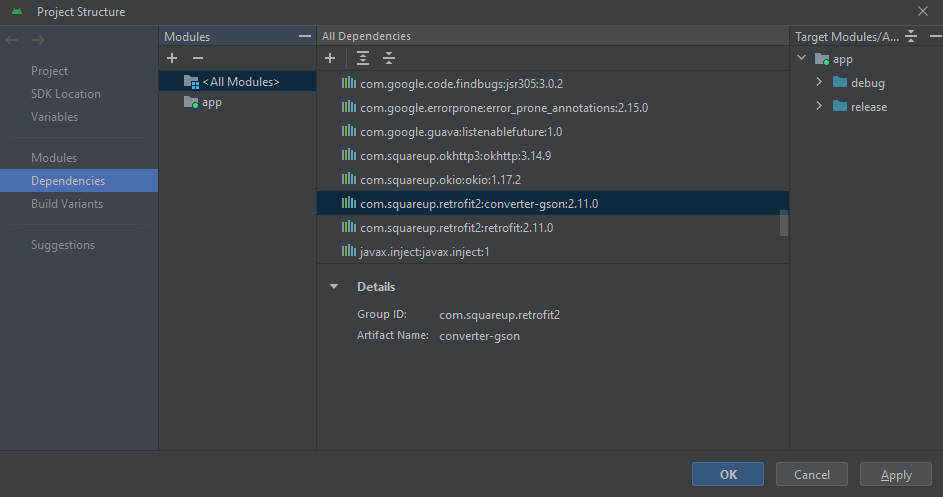 Project Structure
Project
SDK Location
Variables
Modules
Dependencies
Build Variants
Suggestions
Modules
<All Modules>
app
All Dependencies
com.google.code.findbugs:jsr305:3.0.2
com.google.errorprone:error_prone_annotations:2.15.0
com.google.guava:listenablefuture:1.0
com.squareup.okhttp3:okhttp:3.14.9
com.squareup.okio:okio:1.17.2
com.squareup.retrofit2:converter-gson:2.11.0
com.squareup.retrofit2:retrofit:2.11.0
javax.inject:javax.inject:1
Details
Group ID: com.squareup.retrofit2
Artifact Name: converter-gson
Target Modules/A...
app
debug
release
OK
Cancel
Apply